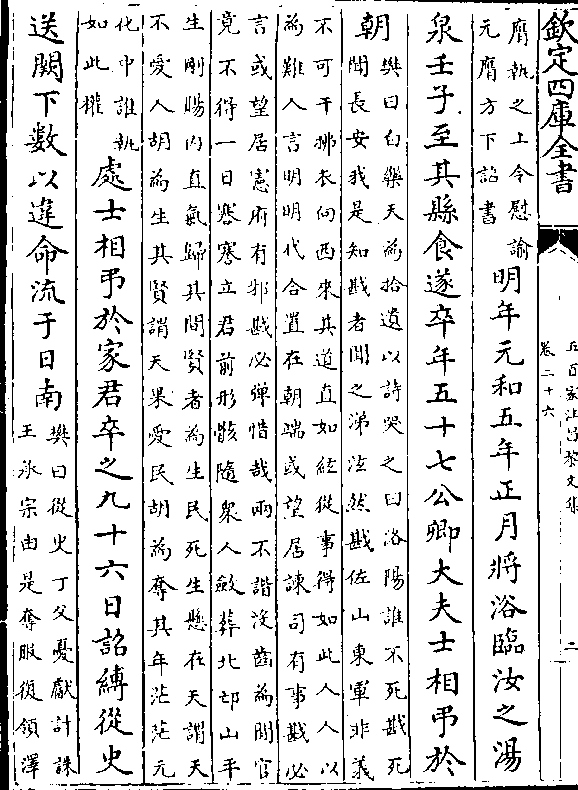 欽定四庫全書
五百家注昌黎文集
卷二十六
二
膺執之上令慰諭
元膺方下詔書
明年元和五年正月將浴臨汝之湯
泉壬子至其縣食遂卒年五十七公卿大夫士相弔於
朝
樊曰白樂天為拾遺以詩哭之曰洛陽誰不死戡死
聞長安我是知戡者聞之涕泫然戡佐山東軍非義
不可干拂衣向西來其道直如絃從事得如此人人以
為難人言明明代合置在朝端或望居諫司有事戡必
言或望居憲府有邪戡必彈惜哉兩不諧沒齒為閒官
竟不得一日謇謇立君前形骸隨衆人斂葬北邙山平
生剛腸內直氣歸其間賢者為生民死生懸在天謂天
不愛人胡為生其賢謂天果愛民胡為奪其年茫茫元
化中誰執
如此權
處士相弔於家君卒之九十六日詔縛從史
送闕下數以違命流于日南
樊曰從史丁父憂獻計誅
王承宗由是奪服復領澤